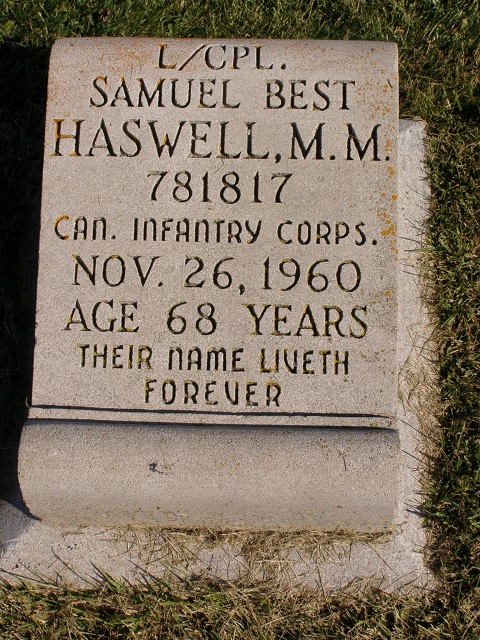 L/CPL.
SAMUEL BEST
HASWELL, M.M.
781817
CAN. INFANTRY CORPS.
NOV. 26, 1960
AGE 68 YEARS
THEIR NAME LIVETH
FOREVER